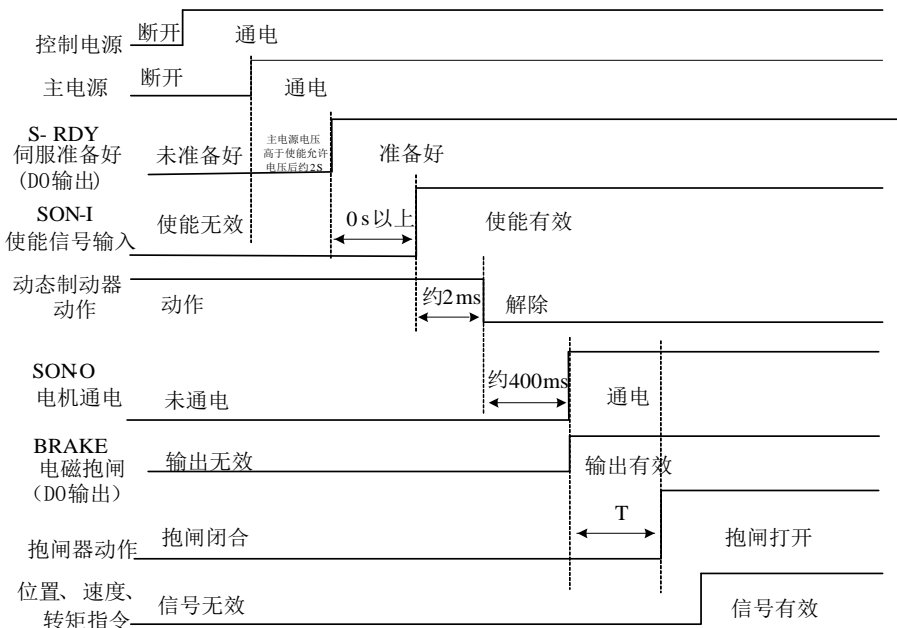 控制电源
断开
通电
主电源
断开
通电
S- RDY
伺服准备好
(DO输出)
未准备好
主电源电压
高于使能允许
电压后约2S
准备好
SON-I
使能信号输入
使能无效
0s以上
使能有效
动态制动器
动作
动作
约2ms
解除
SON-O
电机通电
未通电
约400ms
通电
BRAKE
电磁抱闸
(DO输出)
输出无效
输出有效
T
抱闸器动作
抱闸闭合
抱闸打开
位置、速度、
转矩指令
信号无效
信号有效